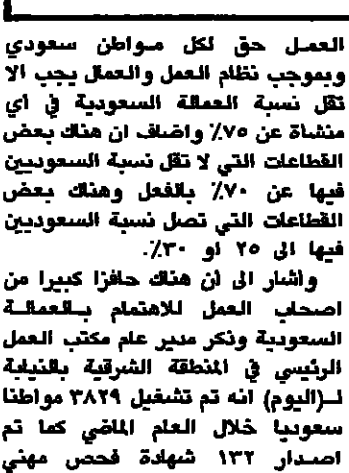 العمل حق لكل مواطن سعودي
وبموجب نظام العمل والعمال يجب الا
تقل نسبة العمالة السعودية في اي
منشاة عن ٧٥٪ واضاف ان هناك بعض
القطاعات التي لا تقل نسبة السعوديين
فيها عن ٧٠٪ بالفعل وهناك بعض
القطاعات التي تصل نسبة السعوديين
فيها الى ٢٥ او ٣٠٪.
وأشار الى أن هناك حافزا كبيرا من
اصحاب العمل للاهتمام بالعمالة
السعودية وذكر مدير عام مكتب العمل
الرئيسي في المنطقة الشرقية بالنيابة
لـ(اليوم) انه تم تشغيل ٣٨٢٩ مواطنا
سعوديا خلال العام الماضي كما تم
اصدار ١٣٢ شهادة فحص مهني